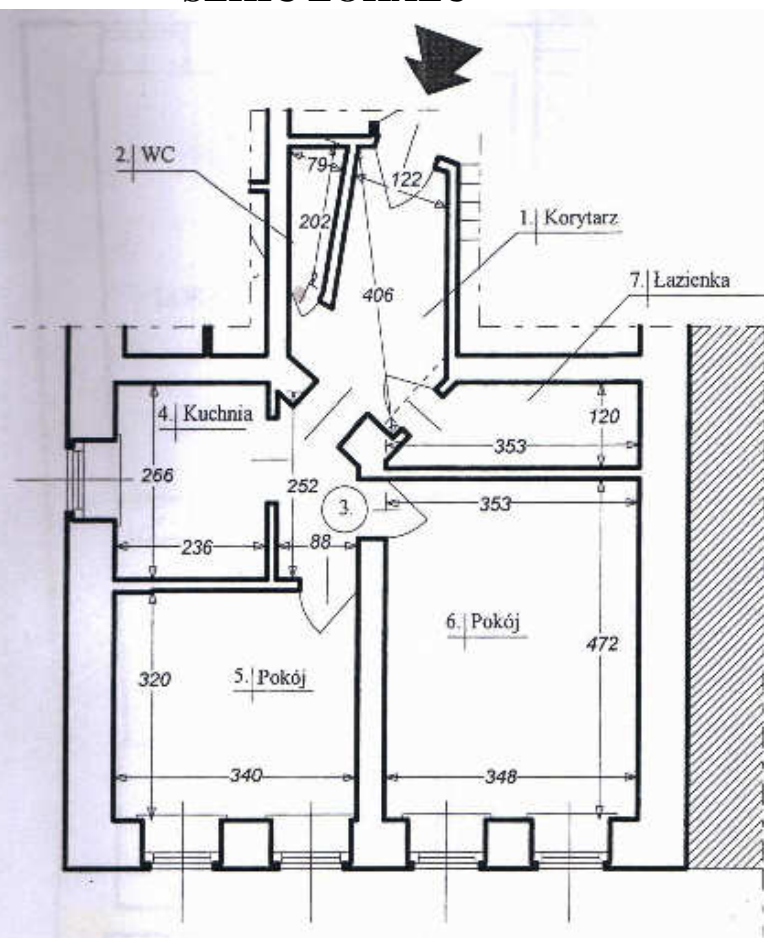 2. WC
79
122
202
1. Korytarz
406
7. Łazienka
4. Kuchnia
120
353
266
252
3.
353
236
88
6. Pokój
472
320
5. Pokój
340
348